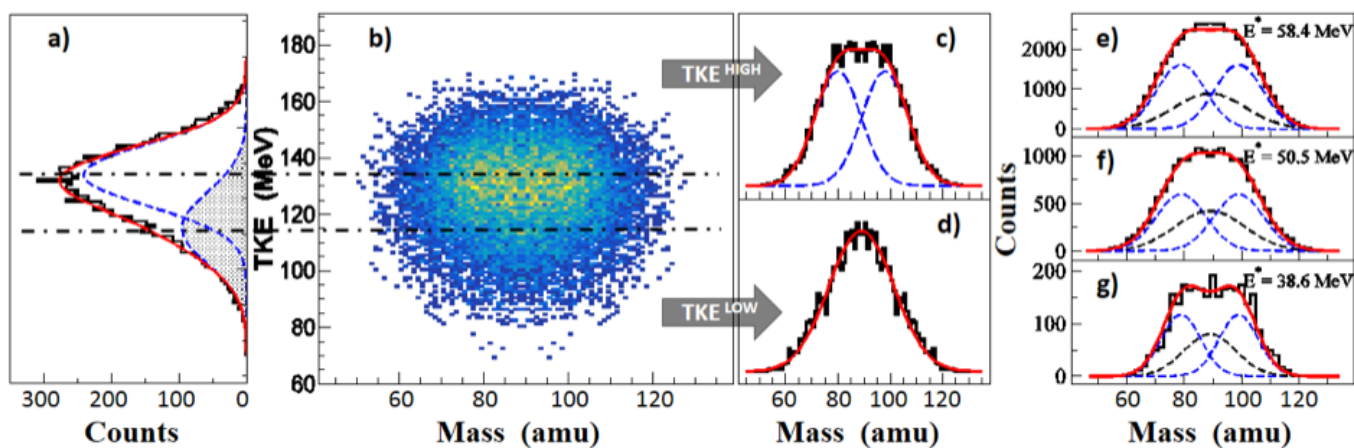 a)
300 200 100 0
Counts
TKE (MeV)
180
160
140
120
100
80
60
b)
60 80 100 120
Mass (amu)
TKE HIGH
TKE LOW
c)
d)
60 80 100 120
Mass (amu)
Counts
e)
E* = 58.4 MeV
2000
1000
0
f)
E* = 50.5 MeV
1000
500
0
g)
E* = 38.6 MeV
200
100
0
60 80 100 120
Mass (amu)